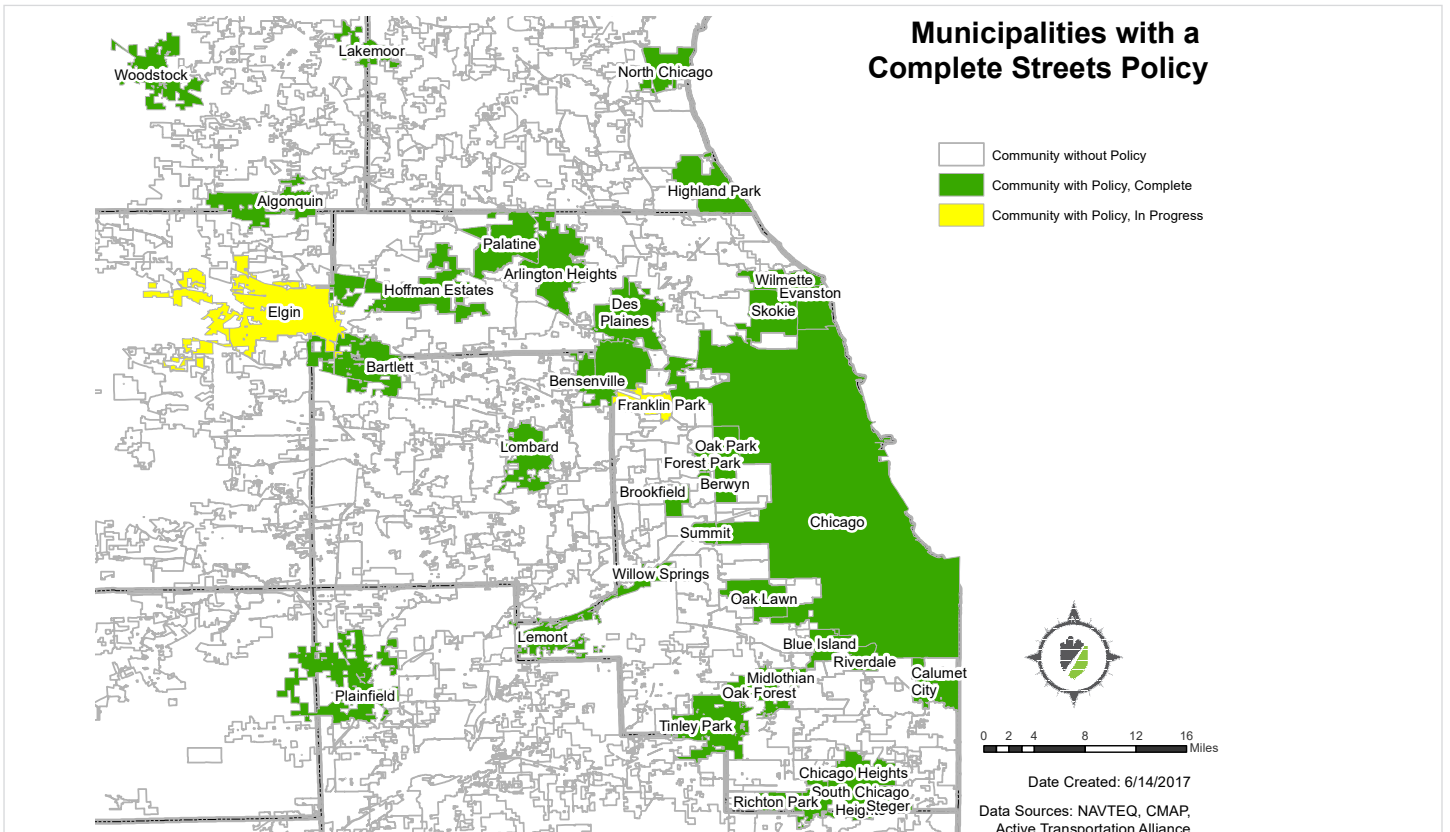 Municipalities with a
Complete Streets Policy
Community without Policy
Community with Policy, Complete
Community with Policy, In Progress
Woodstock
Lakemoor
North Chicago
Highland Park
Algonquin
Palatine
Arlington Heights
Hoffman Estates
Elgin
Des
Plaines
Wilmette
Evanston
Skokie
Bartlett
Bensenville
Franklin Park
Lombard
Oak Park
Forest Park
Berwyn
Brookfield
Summit
Chicago
Willow Springs
Oak Lawn
Lemont
Blue Island
Riverdale
Calumet
City
Midlothian
Oak Forest
Plainfield
Tinley Park
Chicago Heights
South Chicago
Heights
Steger
Richton Park
0 2 4 8 12 16
Miles
Date Created: 6/14/2017
Data Sources: NAVTEQ, CMAP,
Active Transportation Alliance